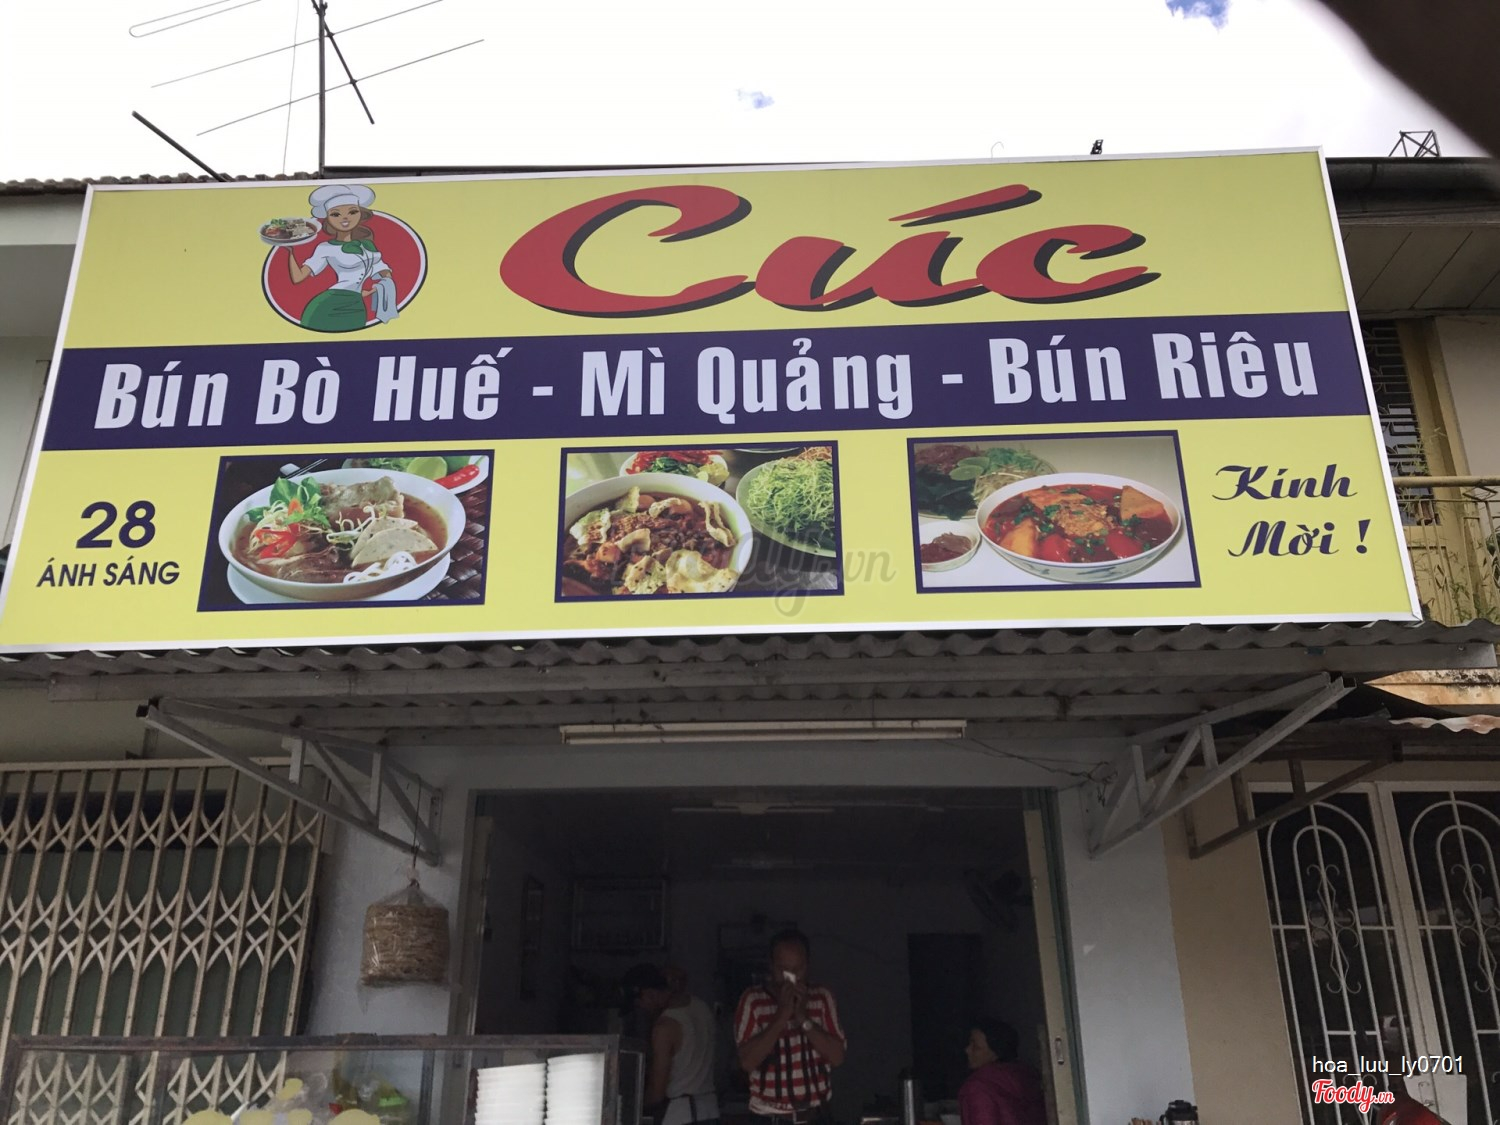 Cúc
Bún Bò Huế - Mì Quảng - Bún Riêu
28
ÁNH SÁNG
Kính
Mời !
hoa_luu_ly0701
Foody.vn